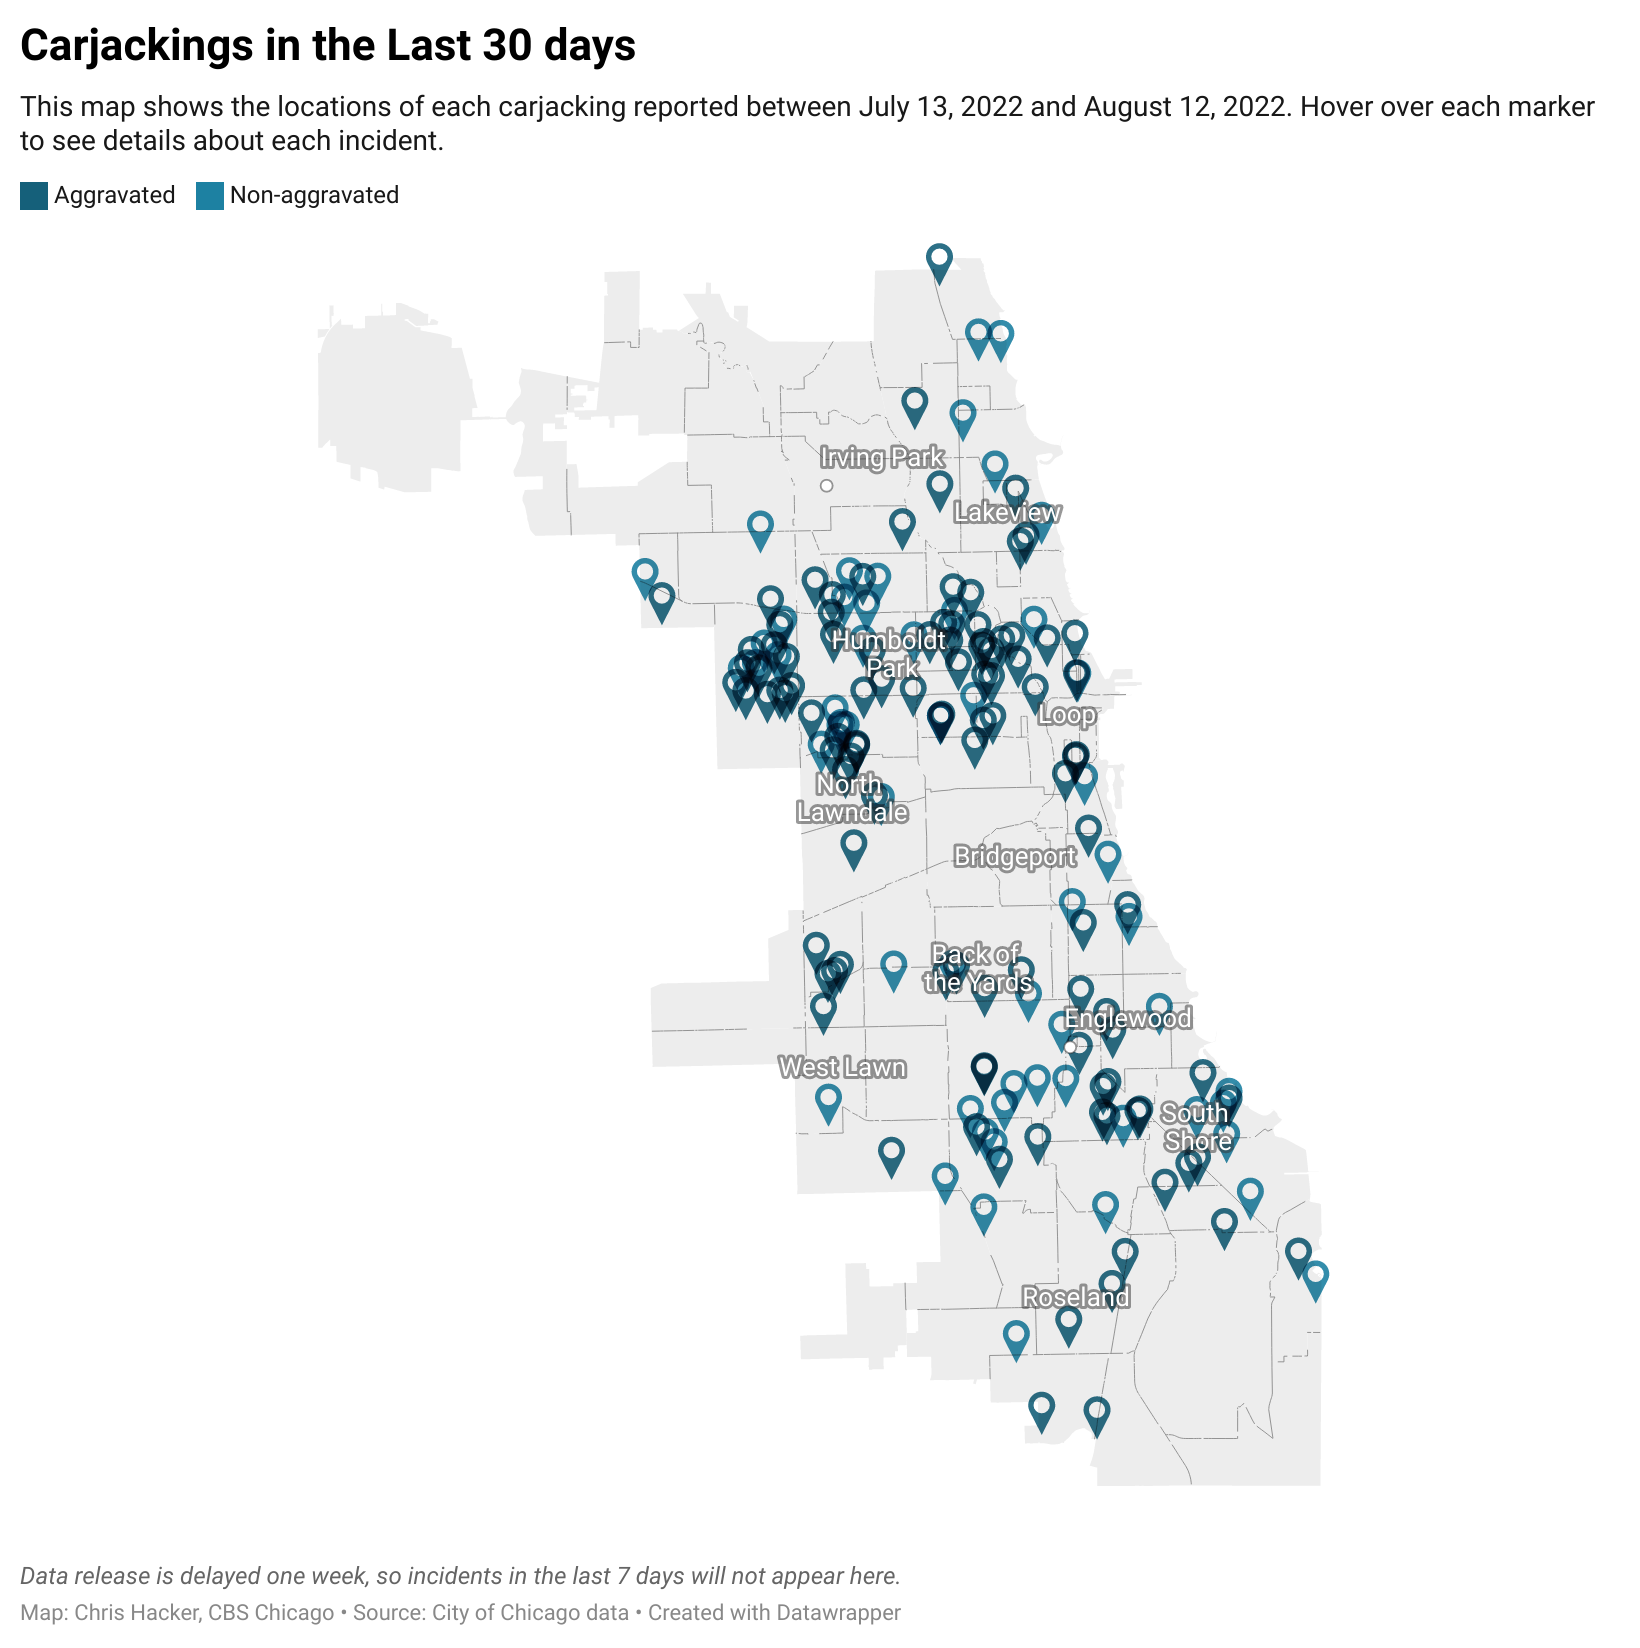 Carjackings in the Last 30 days
This map shows the locations of each carjacking reported between July 13, 2022 and August 12, 2022. Hover over each marker
to see details about each incident.
Aggravated
Non-aggravated
Irving Park
Lakeview
Humboldt
Park
Loop
North
Lawndale
Bridgeport
Back of
the Yards
Englewood
West Lawn
South
Shore
Roseland
Data release is delayed one week, so incidents in the last 7 days will not appear here.
Map: Chris Hacker, CBS Chicago • Source: City of Chicago data • Created with Datawrapper